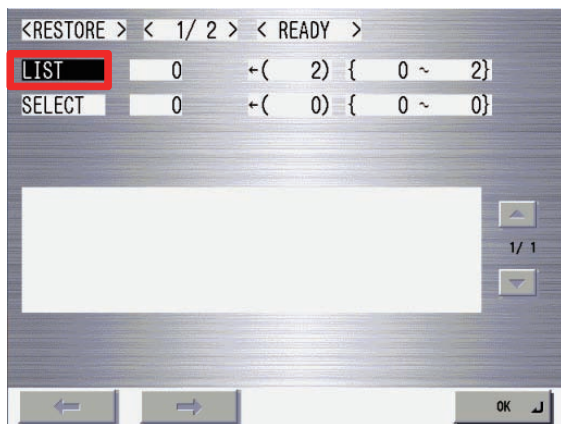 <RESTORE > < 1/ 2 > < READY >
LIST 0 ←( 2) { 0 ~ 2}
SELECT 0 ←( 0) { 0 ~ 0}
1/ 1
OK